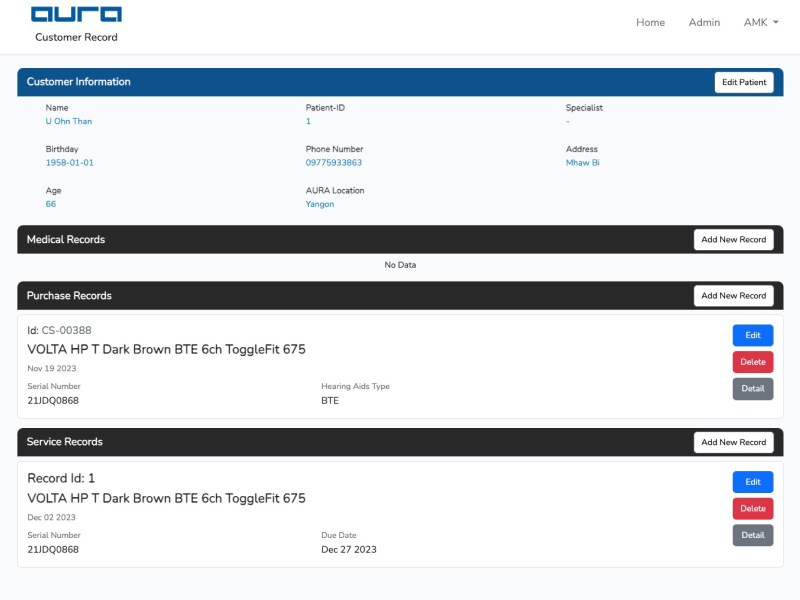 aura
Customer Record
Home Admin AMK
Customer Information Edit Patient
Name Patient-ID Specialist
U Ohn Than 1 -
Birthday Phone Number Address
1958-01-01 09775933863 Mhaw Bi
Age AURA Location
66 Yangon
Medical Records Add New Record
No Data
Purchase Records Add New Record
Id: CS-00388 Edit
VOLTA HP T Dark Brown BTE 6ch ToggleFit 675
Nov 19 2023 Delete
Serial Number Hearing Aids Type Detail
21JDQ0868 BTE
Service Records Add New Record
Record Id: 1 Edit
VOLTA HP T Dark Brown BTE 6ch ToggleFit 675
Dec 02 2023 Delete
Serial Number Due Date Detail
21JDQ0868 Dec 27 2023